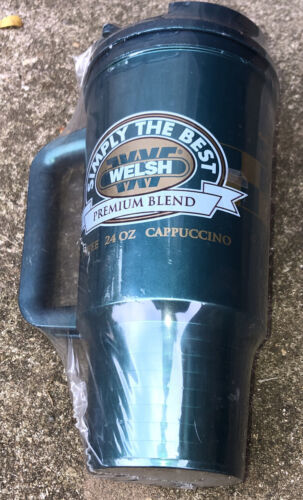 SIMPLY THE BEST
W
WELSH
PREMIUM BLEND
24 OZ CAPPUCCINO